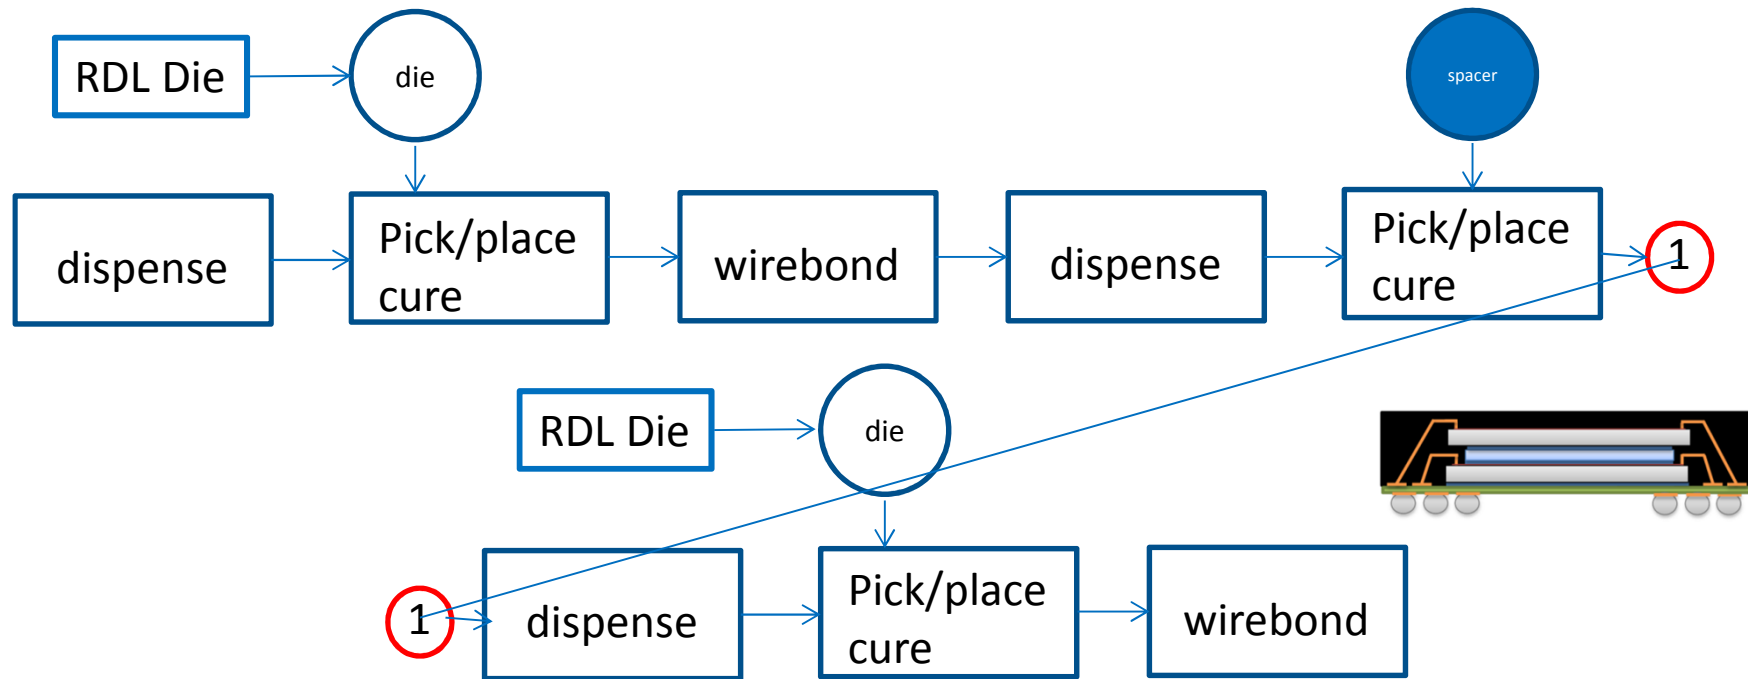 RDL Die
die
spacer
dispense
Pick/place
cure
wirebond
dispense
Pick/place
cure
1
RDL Die
die
1
dispense
Pick/place
cure
wirebond